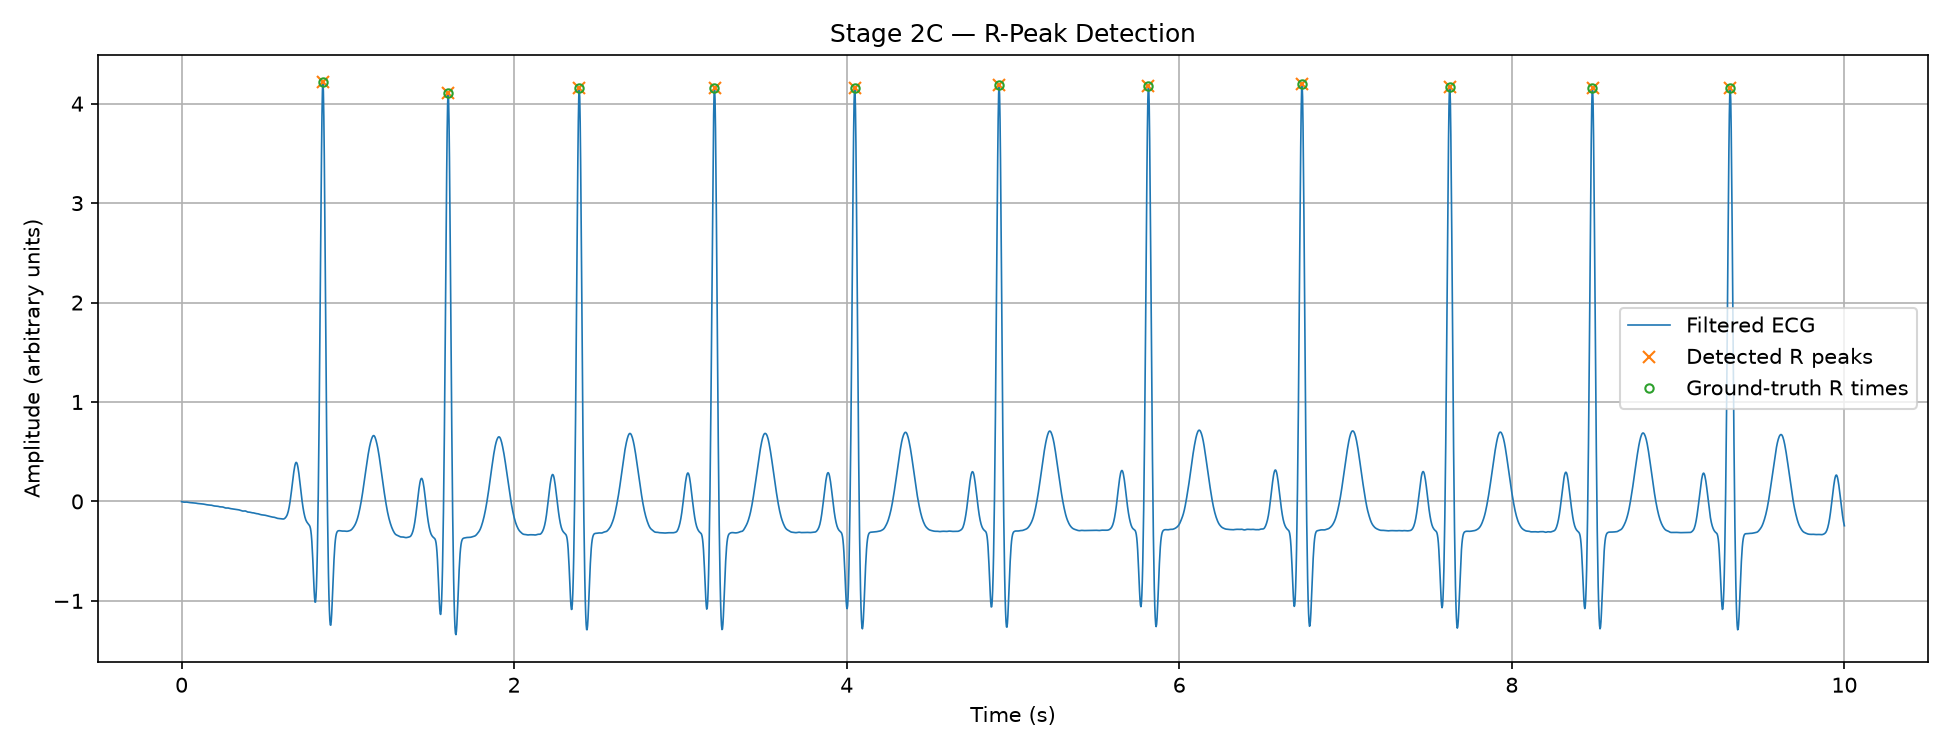 Stage 2C — R-Peak Detection
Amplitude (arbitrary units)
4
3
2
1
0
−1
Filtered ECG
Detected R peaks
Ground-truth R times
0 2 4 6 8 10
Time (s)